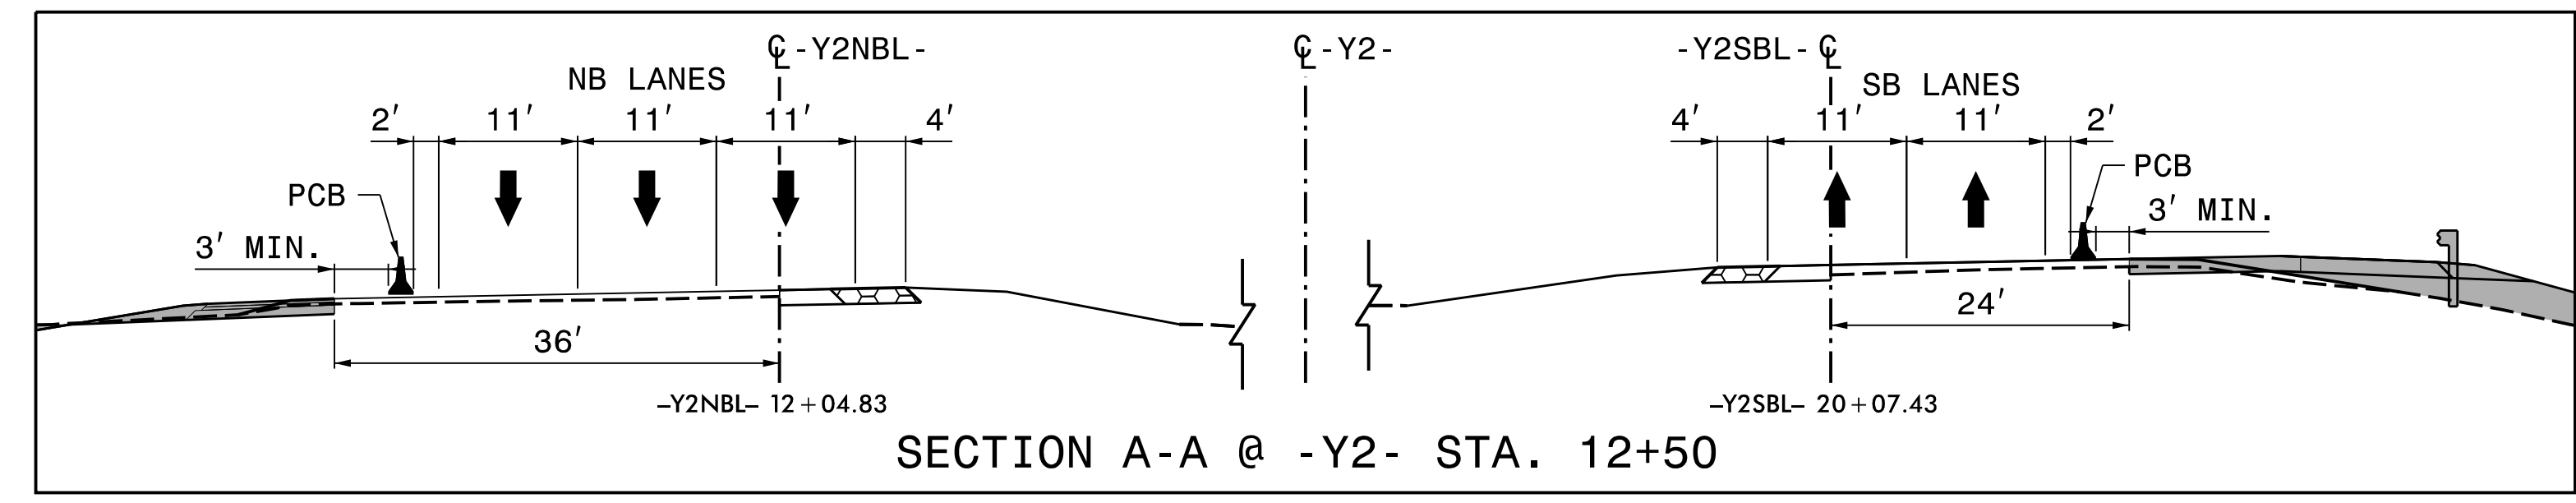 ℄ -Y2NBL-
℄ -Y2-
-Y2SBL- ℄
NB LANES
SB LANES
2' 11' 11' 11' 4'
4' 11' 11' 2'
PCB
PCB
3' MIN.
3' MIN.
36'
24'
-Y2NBL- 12+04.83
-Y2SBL- 20+07.43
SECTION A-A @ -Y2- STA. 12+50